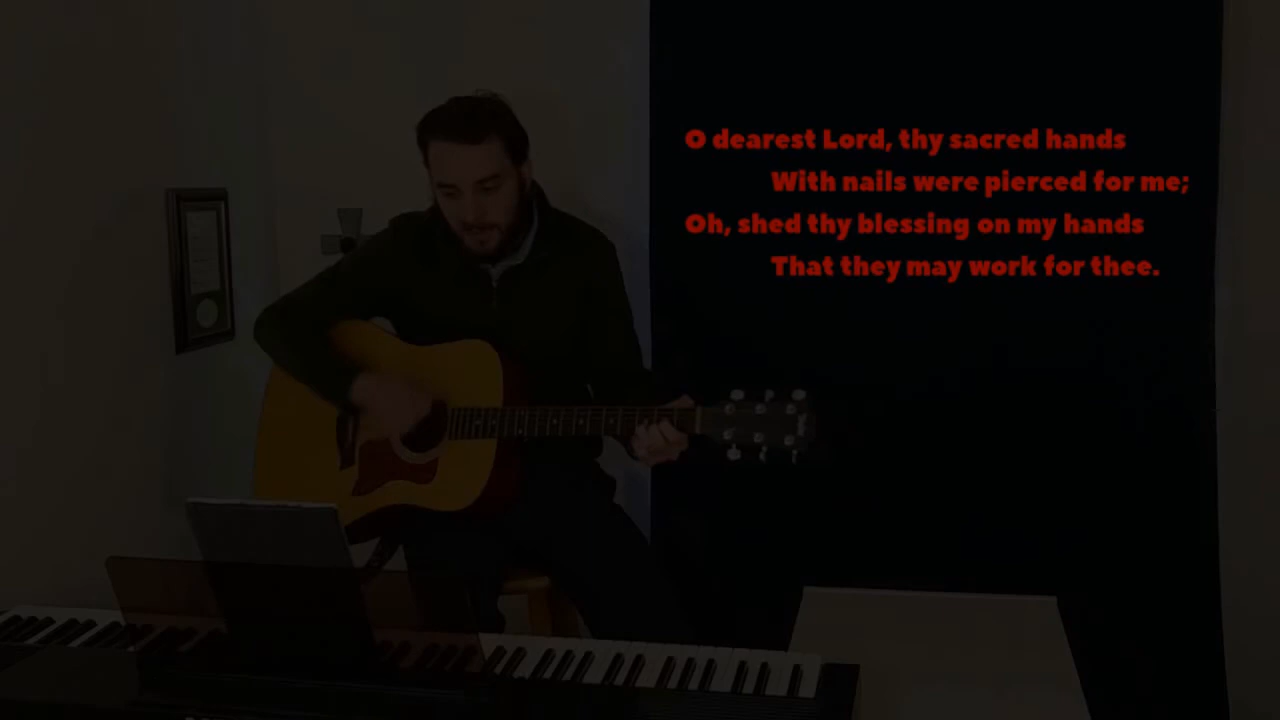 O dearest Lord, thy sacred hands
With nails were pierced for me;
Oh, shed thy blessing on my hands
That they may work for thee.